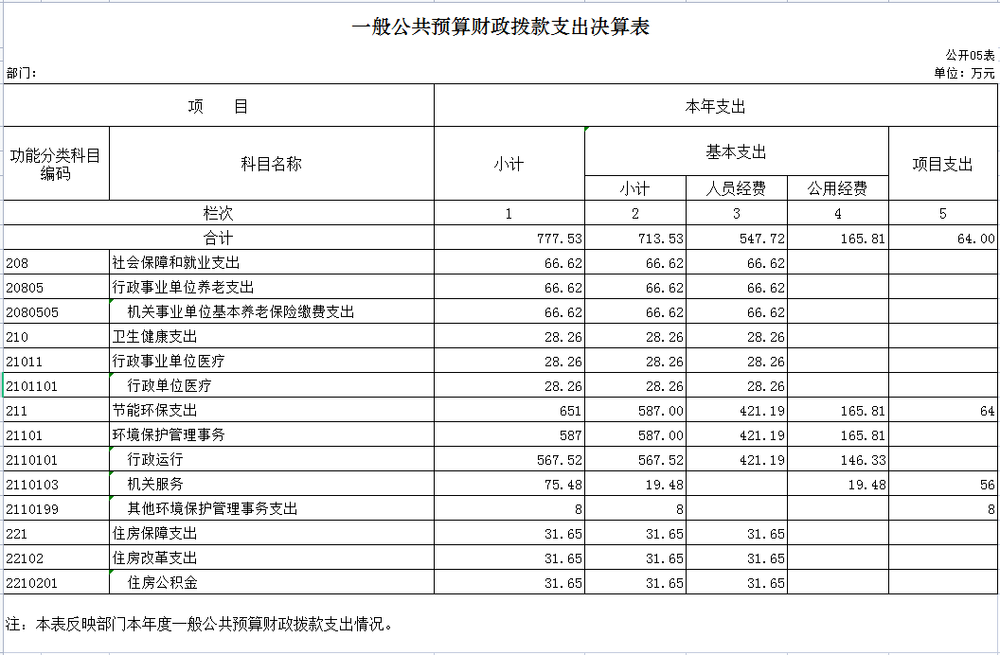 一般公共预算财政拨款支出决算表
公开05表
部门： 单位：万元
项 目 本年支出
功能分类科目编码 科目名称 小计 基本支出 项目支出
小计 人员经费 公用经费
栏次 1 2 3 4 5
合计 777.53 713.53 547.72 165.81 64.00
208 社会保障和就业支出 66.62 66.62 66.62
20805 行政事业单位养老支出 66.62 66.62 66.62
2080505 机关事业单位基本养老保险缴费支出 66.62 66.62 66.62
210 卫生健康支出 28.26 28.26 28.26
21011 行政事业单位医疗 28.26 28.26 28.26
2101101 行政单位医疗 28.26 28.26 28.26
211 节能环保支出 651 587.00 421.19 165.81 64
21101 环境保护管理事务 587 587.00 421.19 165.81
2110101 行政运行 567.52 567.52 421.19 146.33
2110103 机关服务 75.48 19.48 19.48 56
2110199 其他环境保护管理事务支出 8 8 8
221 住房保障支出 31.65 31.65 31.65
22102 住房改革支出 31.65 31.65 31.65
2210201 住房公积金 31.65 31.65 31.65
注：本表反映部门本年度一般公共预算财政拨款支出情况。